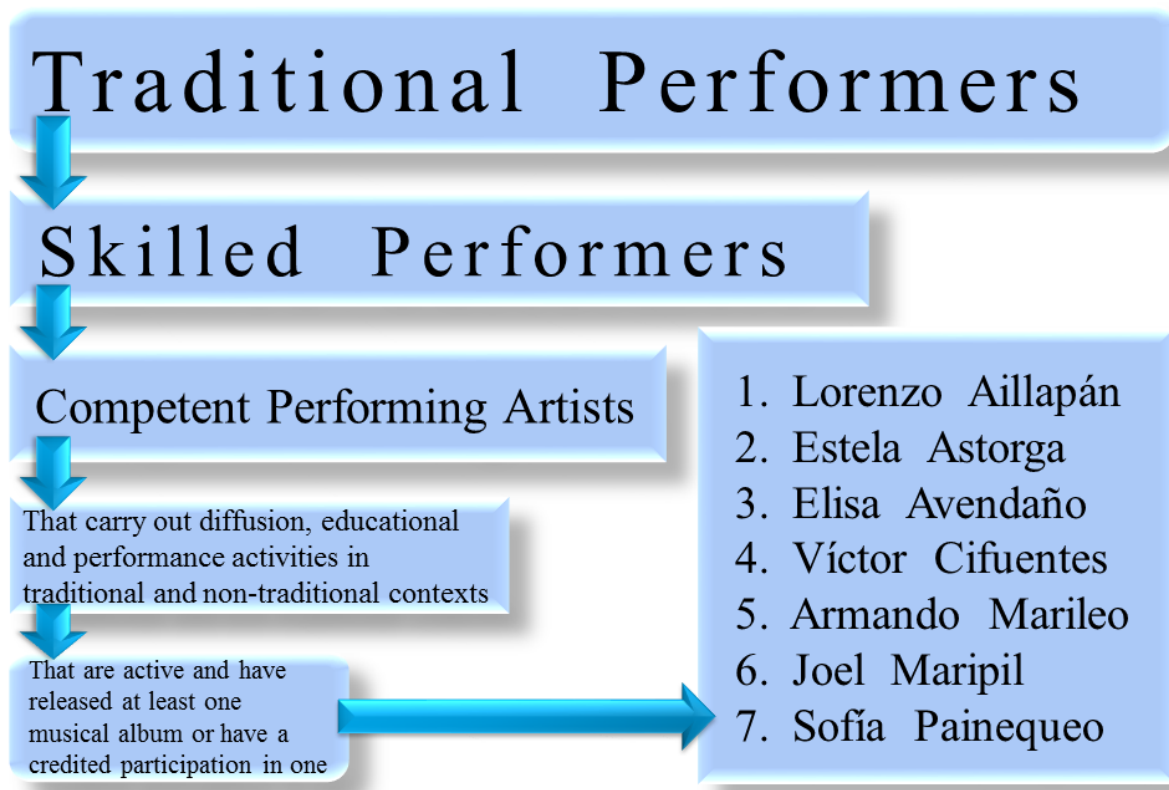 Traditional Performers
Skilled Performers
Competent Performing Artists
That carry out diffusion, educational
and performance activities in
traditional and non-traditional contexts
That are active and have
released at least one
musical album or have a
credited participation in one
1. Lorenzo Aillapán
2. Estela Astorga
3. Elisa Avendaño
4. Víctor Cifuentes
5. Armando Marileo
6. Joel Maripil
7. Sofía Painequeo